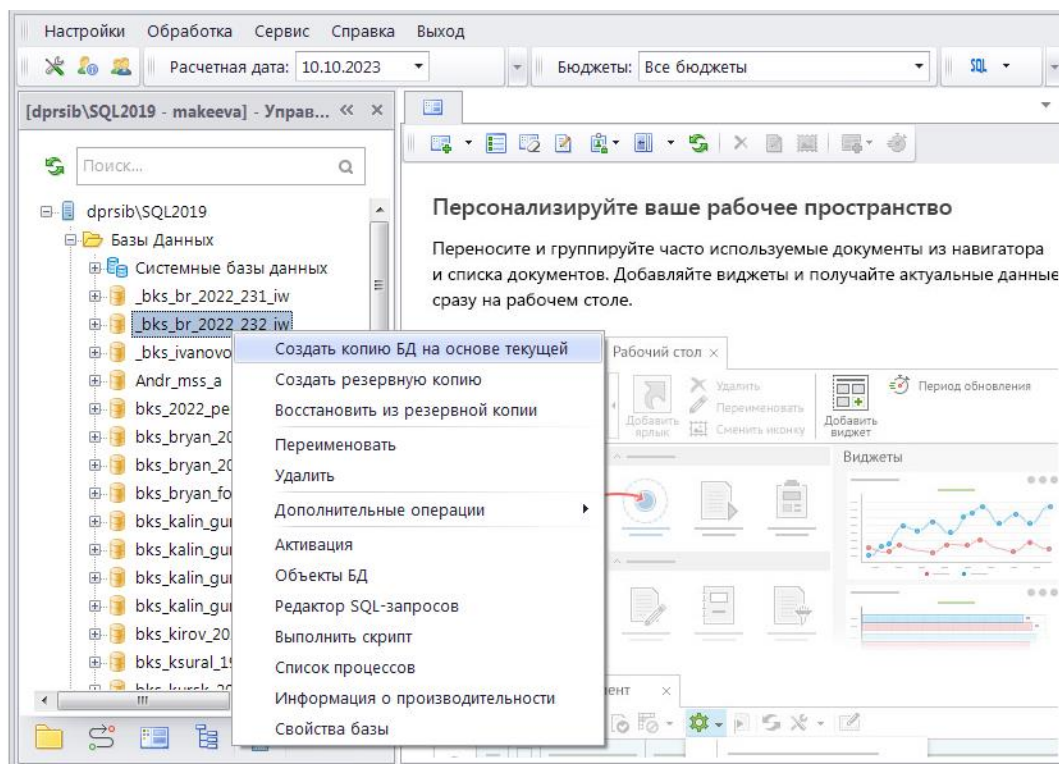 Настройки Обработка Сервис Справка Выход
Расчетная дата: 10.10.2023 Бюджеты: Все бюджеты SQL
[dprsib\SQL2019 - makeeva] - Управ...
Поиск...
dprsib\SQL2019
Базы Данных
Системные базы данных
_bks_br_2022_231_iw
_bks_br_2022_232_iw
_bks_ivanovo
Andr_mss_a
bks_2022_pe
bks_bryan_20
bks_bryan_20
bks_bryan_fo
bks_kalin_gu
bks_kalin_gu
bks_kalin_gu
bks_kalin_gu
bks_kirov_20
bks_ksural_19
Создать копию БД на основе текущей
Создать резервную копию
Восстановить из резервной копии
Переименовать
Удалить
Дополнительные операции
Активация
Объекты БД
Редактор SQL-запросов
Выполнить скрипт
Список процессов
Информация о производительности
Свойства базы
Персонализируйте ваше рабочее пространство
Переносите и группируйте часто используемые документы из навигатора
и списка документов. Добавляйте виджеты и получайте актуальные данные
сразу на рабочем столе.
Рабочий стол
Добавить
ярлык
Удалить
Переименовать
Сменить иконку
Добавить
виджет
Период обновления
Виджеты